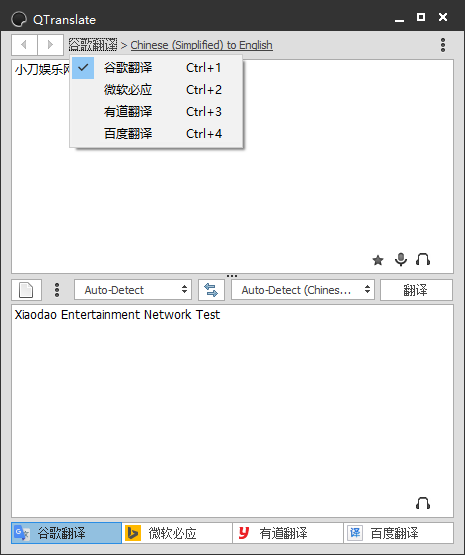 QTranslate
谷歌翻译 > Chinese (Simplified) to English
小刀娱乐网
谷歌翻译 Ctrl+1
微软必应 Ctrl+2
有道翻译 Ctrl+3
百度翻译 Ctrl+4
Auto-Detect Auto-Detect (Chines... 翻译
Xiaodao Entertainment Network Test
谷歌翻译 微软必应 有道翻译 译 百度翻译